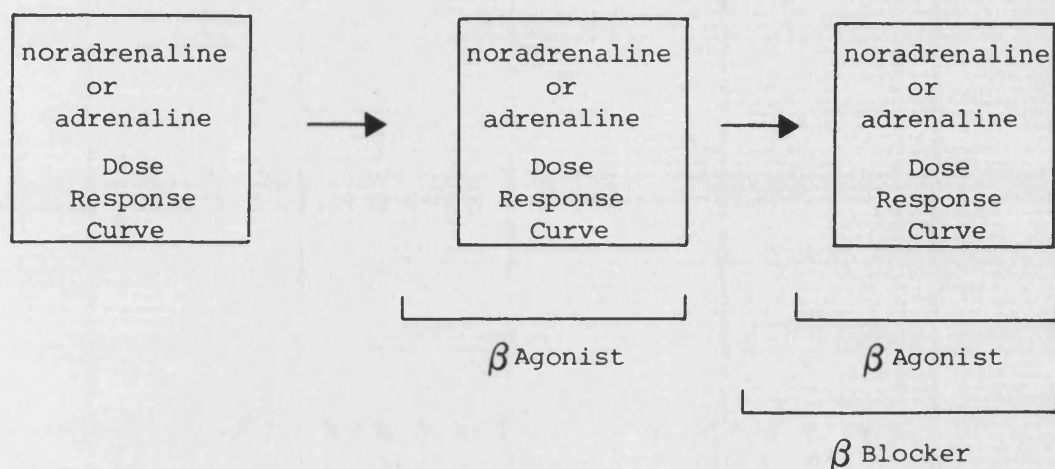 noradrenaline
or
adrenaline
Dose
Response
Curve
noradrenaline
or
adrenaline
Dose
Response
Curve
noradrenaline
or
adrenaline
Dose
Response
Curve
β Agonist
β Agonist
β Blocker